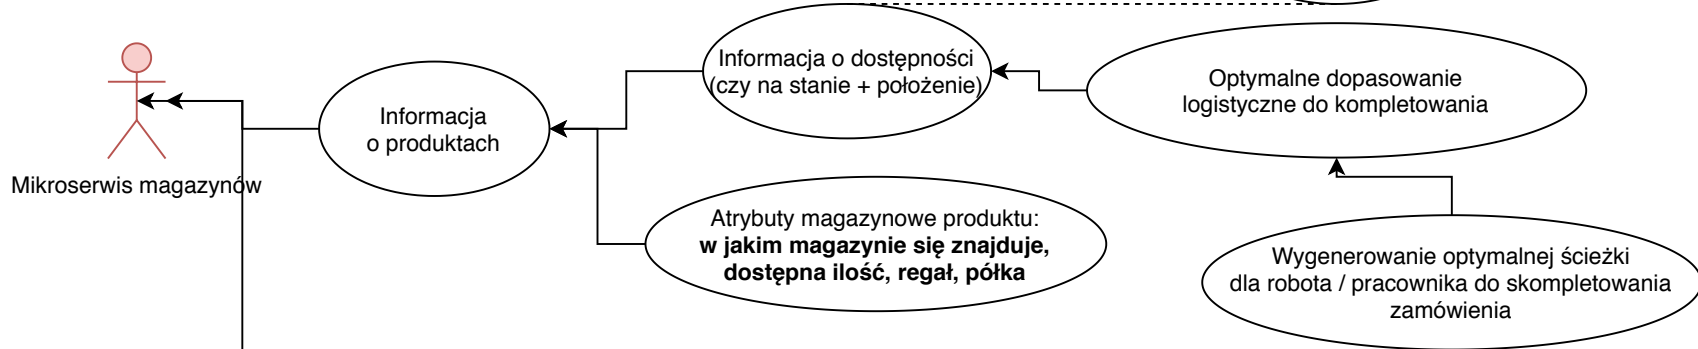 Mikroserwis magazynów
Informacja
o produktach
Informacja o dostępności
(czy na stanie + położenie)
Atrybuty magazynowe produktu:
w jakim magazynie się znajduje,
dostępna ilość, regał, półka
Optymalne dopasowanie
logistyczne do kompletowania
Wygenerowanie optymalnej ścieżki
dla robota / pracownika do skompletowania
zamówienia